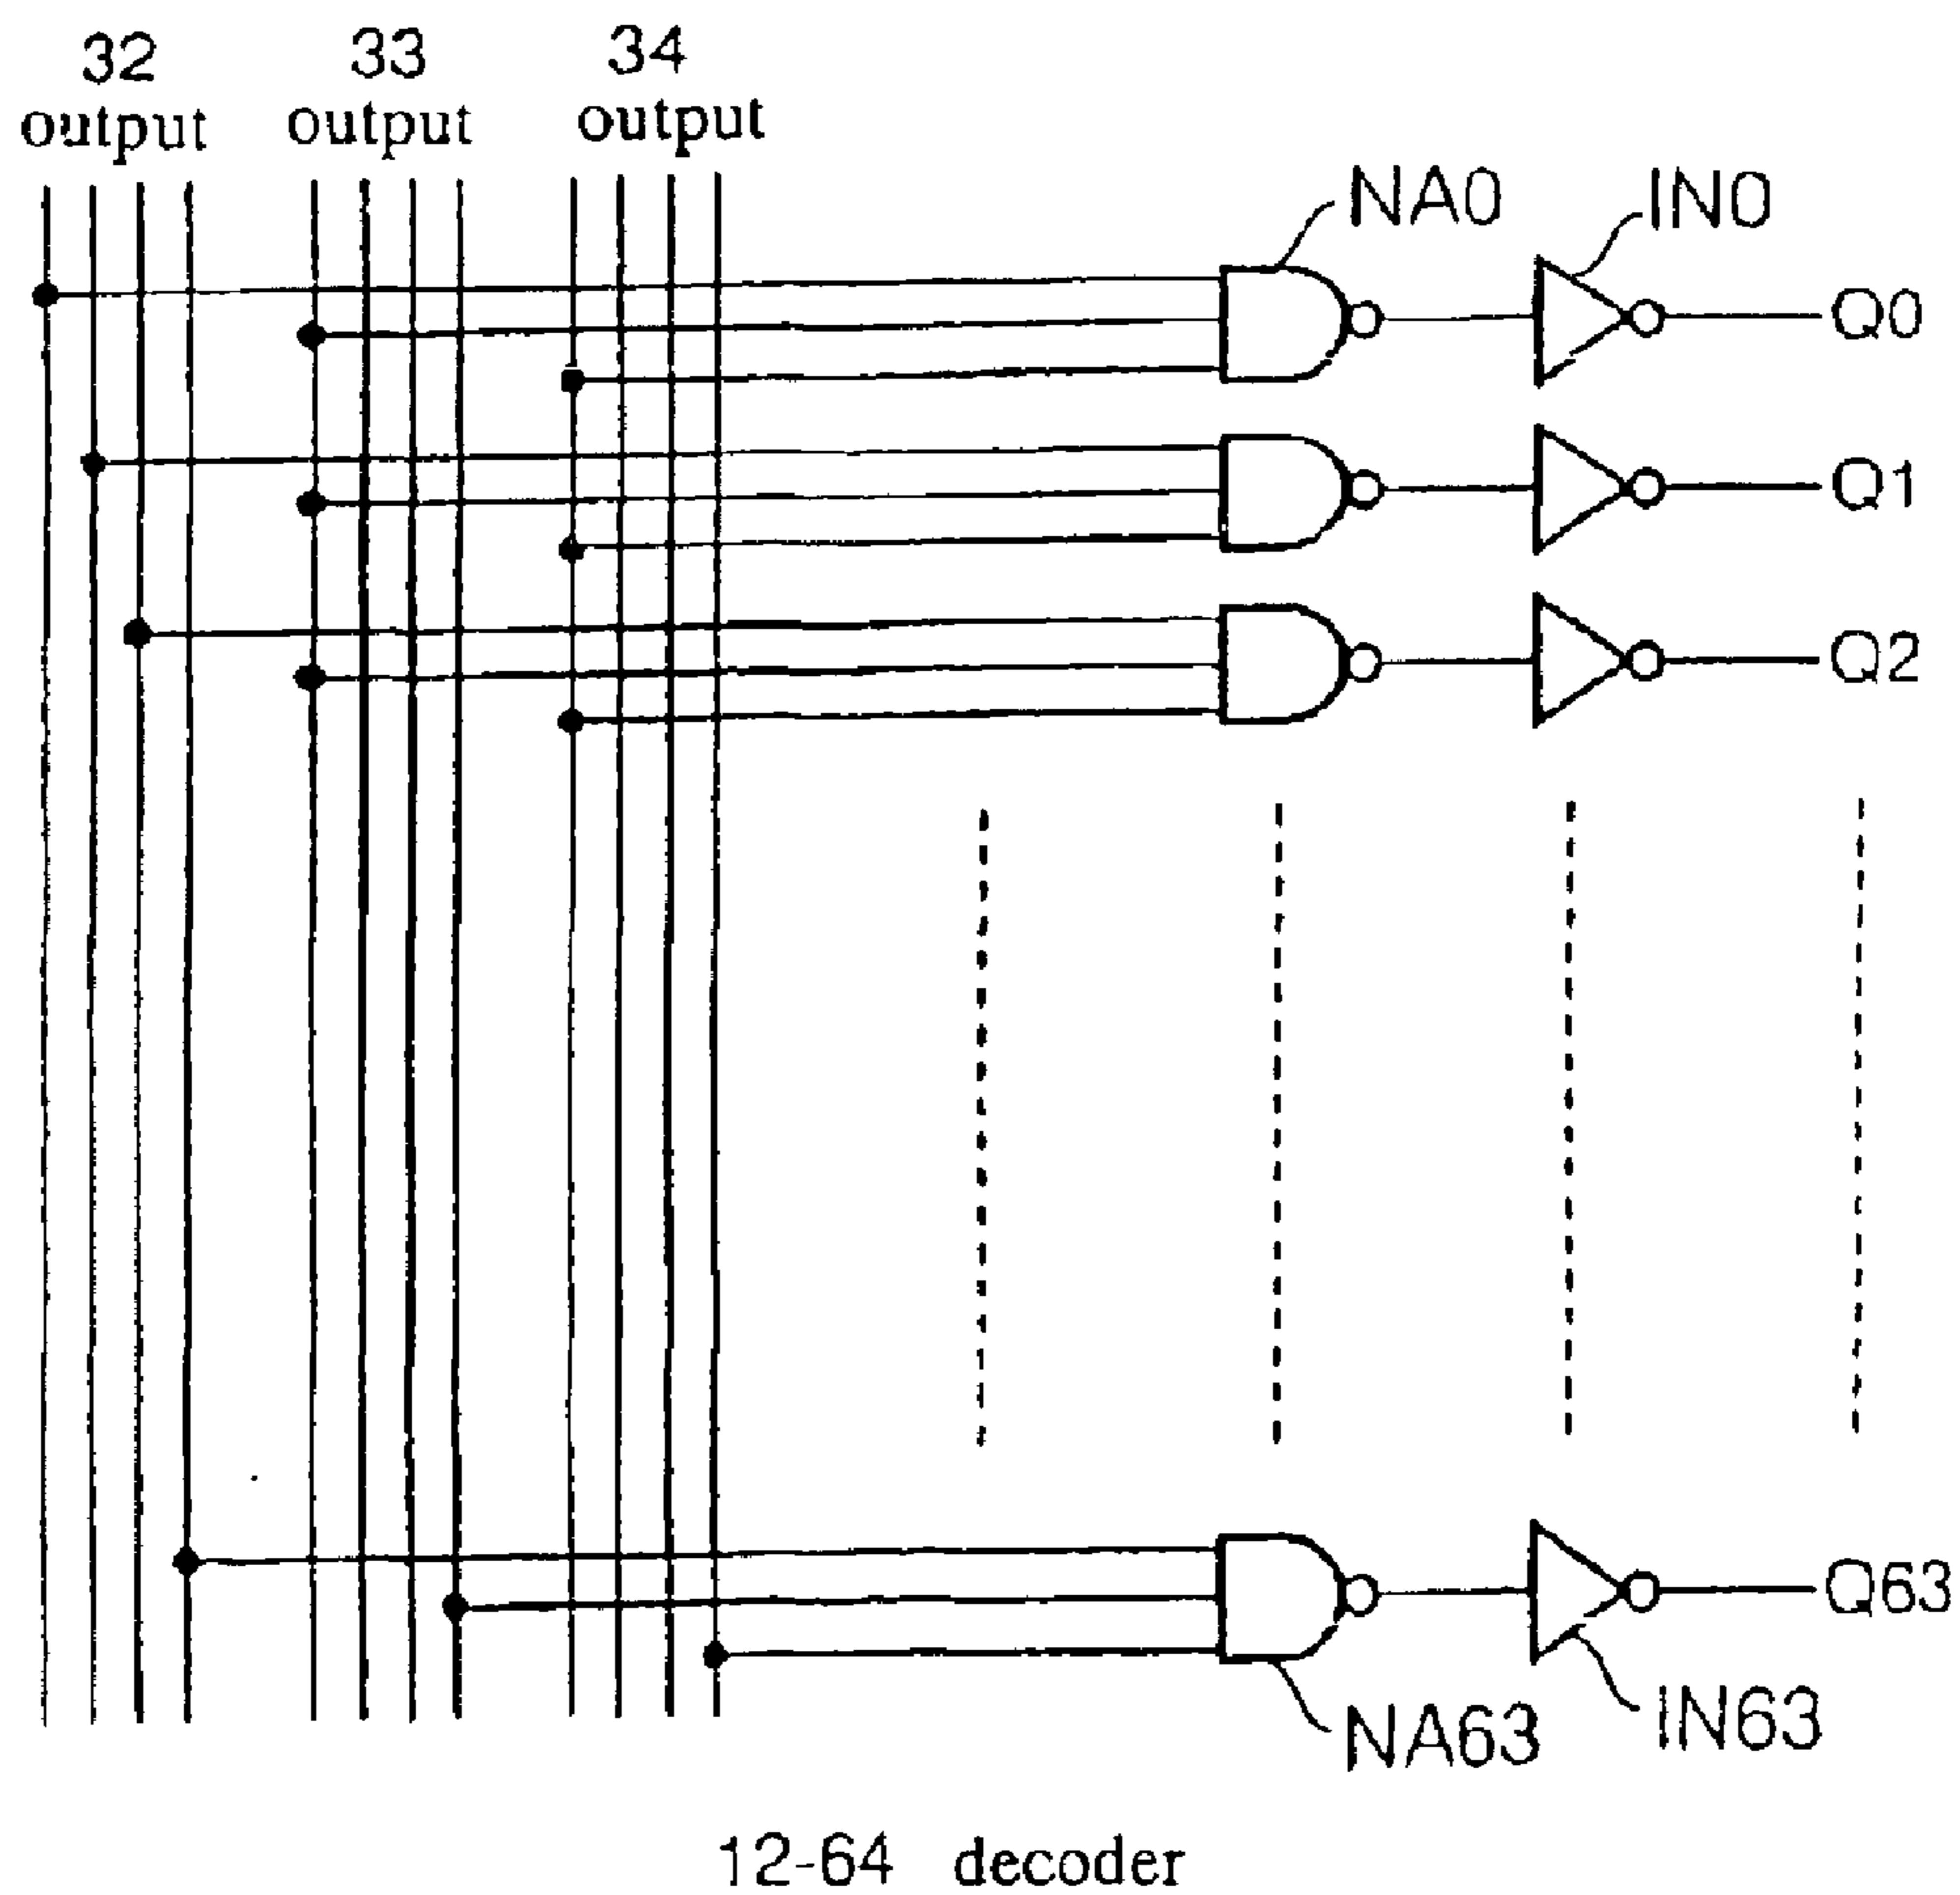 32 33 34
output output output
NA0 IN0
Q0
Q1
Q2
Q63
NA63 IN63
12-64 decoder